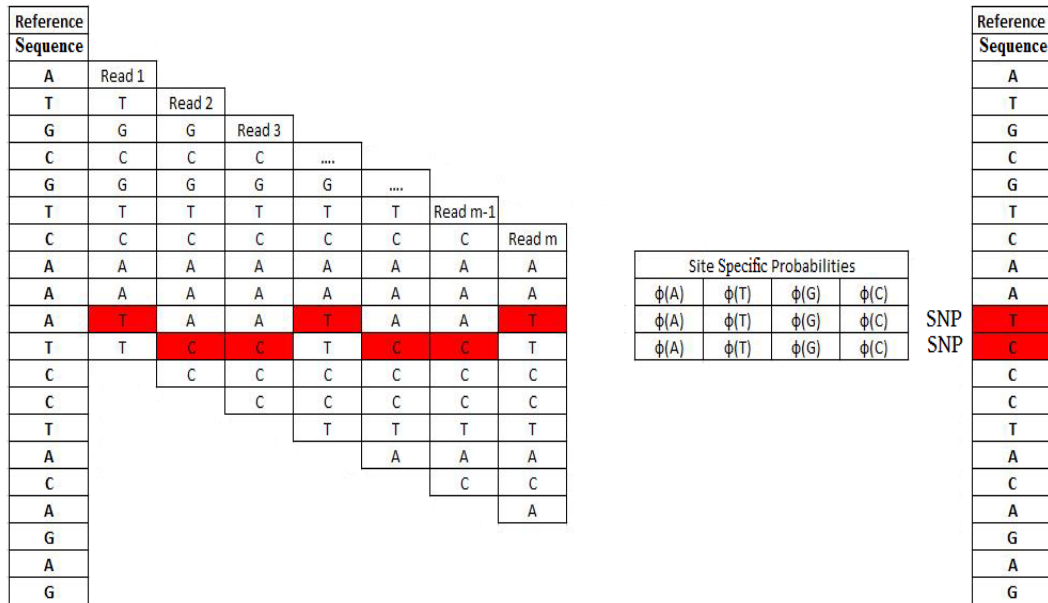 Reference Reference
Sequence Sequence
A Read 1 A
T T Read 2 T
G G G Read 3 G
C C C C .... C
G G G G G .... G
T T T T T T Read m-1 T
C C C C C C C Read m C
A A A A A A A A Site Specific Probabilities A
A A A A A A A A ϕ(A) ϕ(T) ϕ(G) ϕ(C) A
A T A A T A A T ϕ(A) ϕ(T) ϕ(G) ϕ(C) SNP T
T T C C T C C T ϕ(A) ϕ(T) ϕ(G) ϕ(C) SNP C
C C C C C C C C
C C C C C C C
T T T T T T
A A A A A
C C C C
A A A
G G
A A
G G